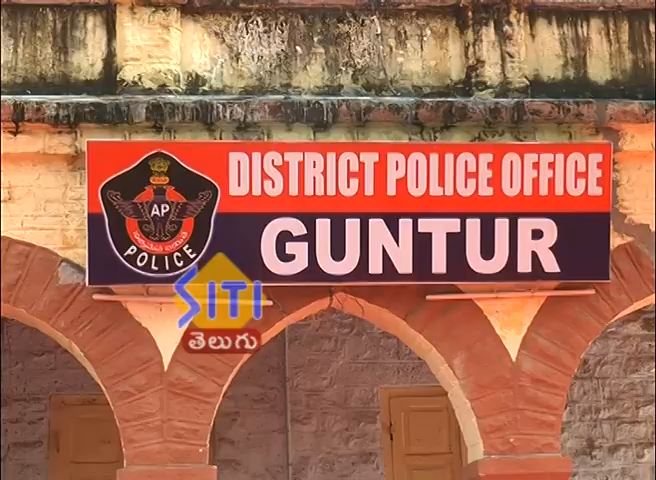 DISTRICT POLICE OFFICE
GUNTUR
AP
POLICE
SITI
తెలుగు